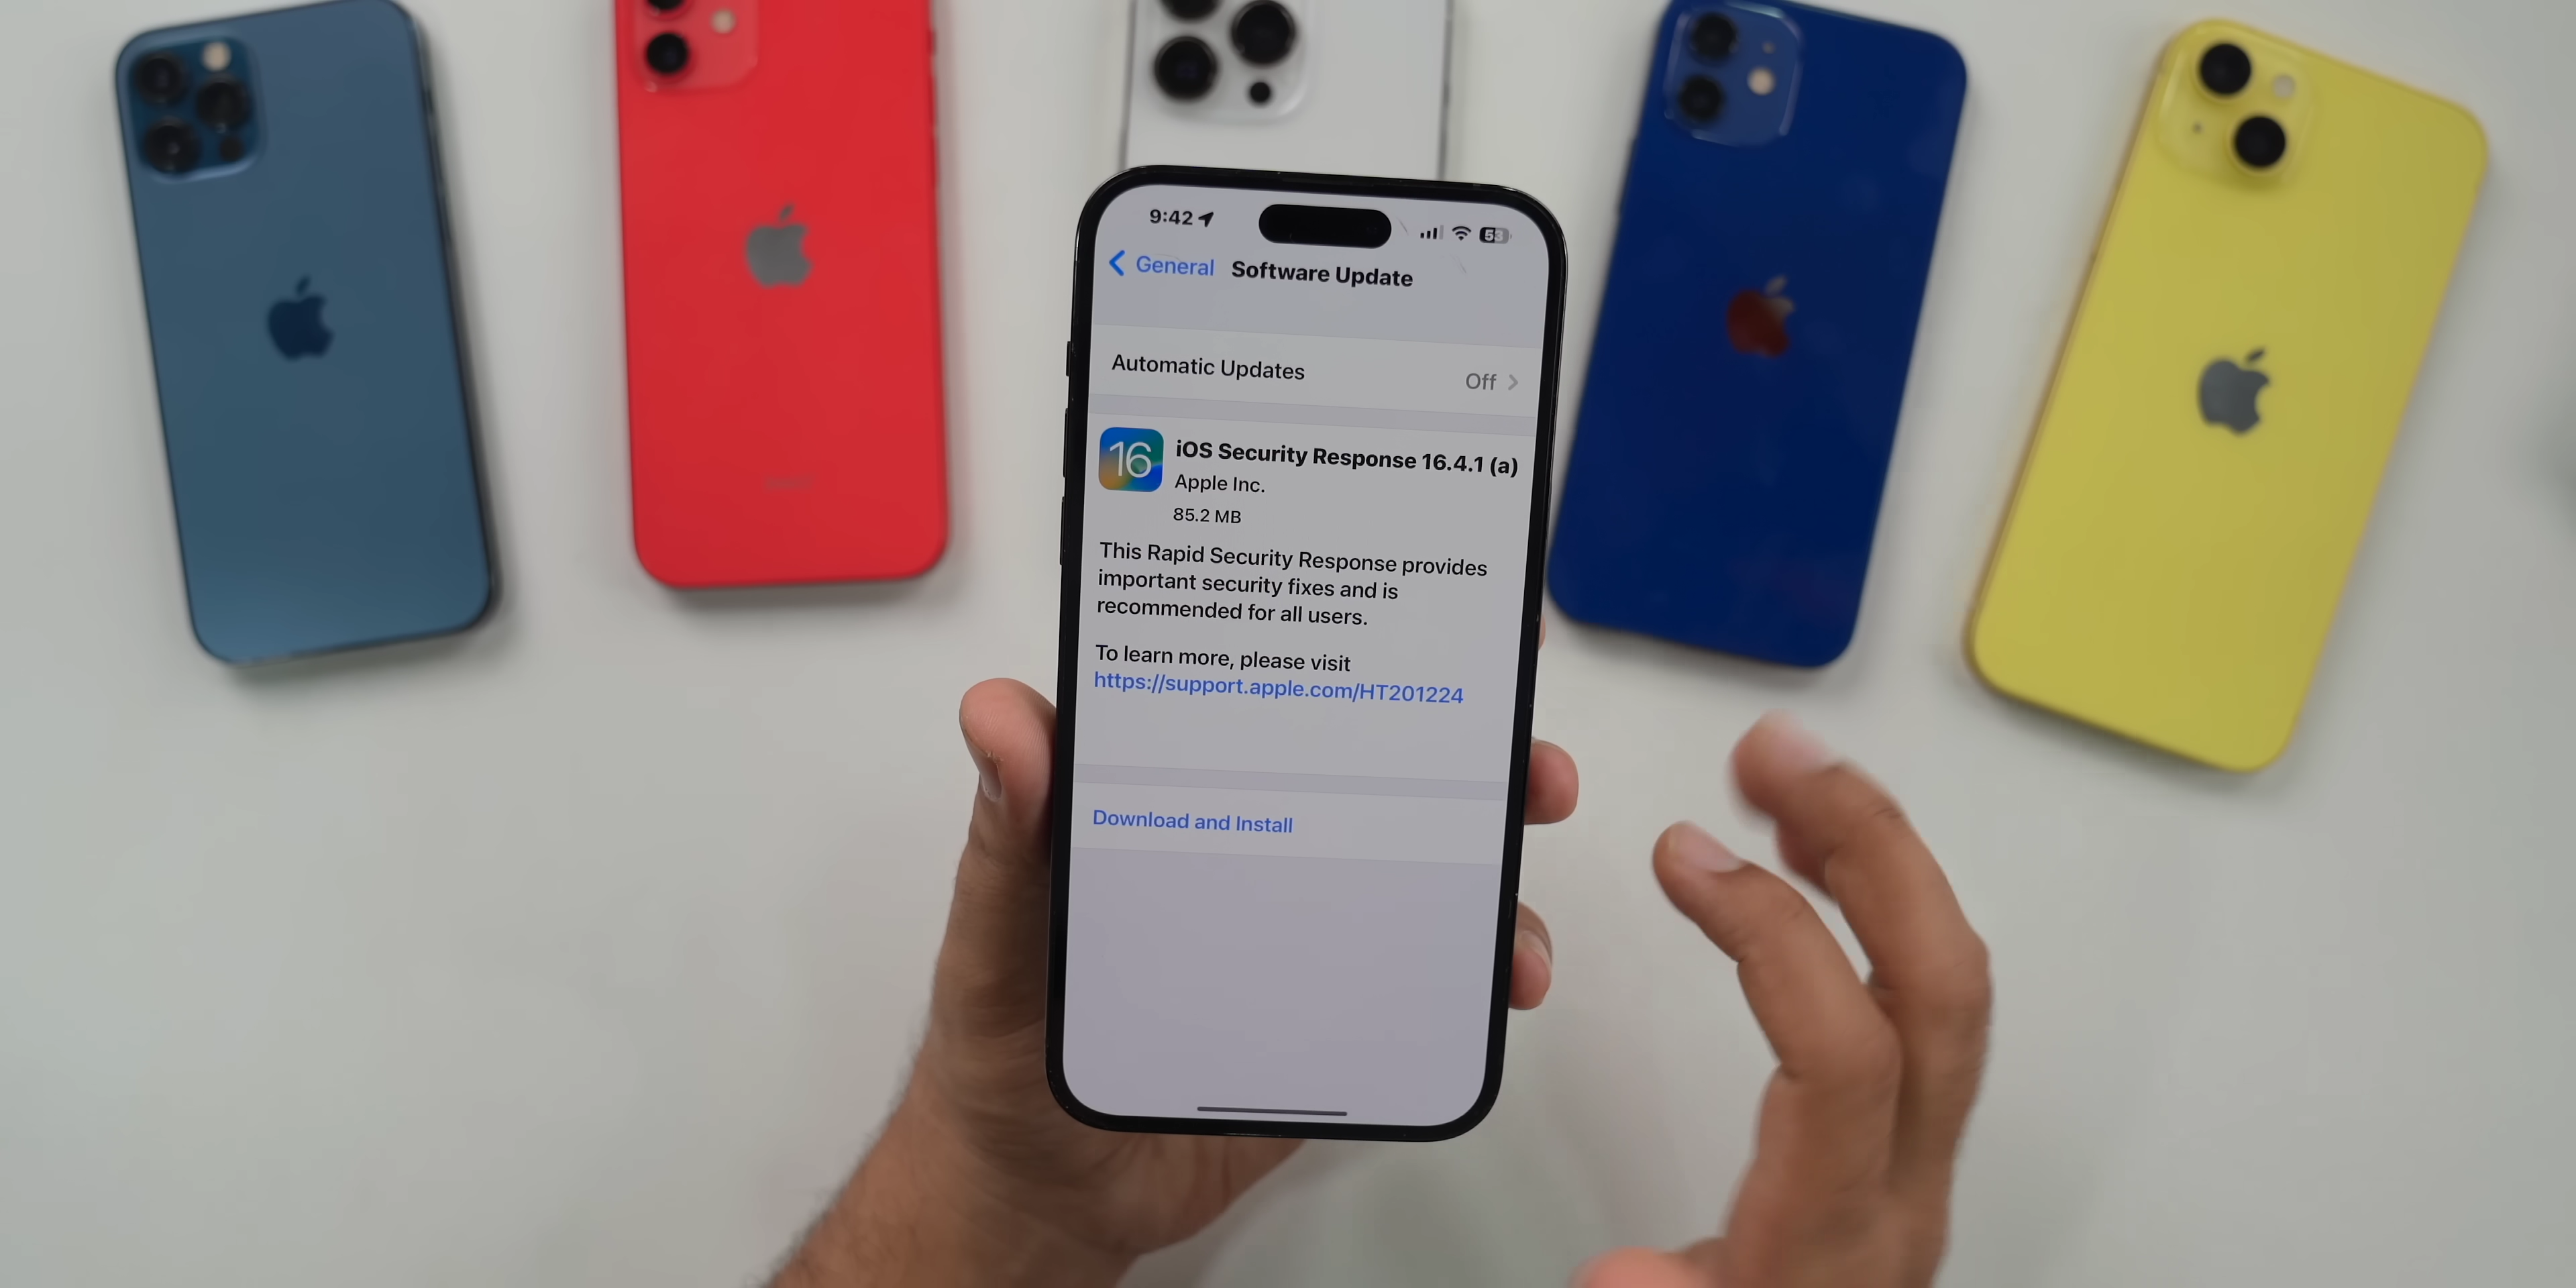 9:42
53
General
Software Update
Automatic Updates
Off
16
iOS Security Response 16.4.1 (a)
Apple Inc.
85.2 MB
This Rapid Security Response provides
important security fixes and is
recommended for all users.
To learn more, please visit
https://support.apple.com/HT201224
Download and Install